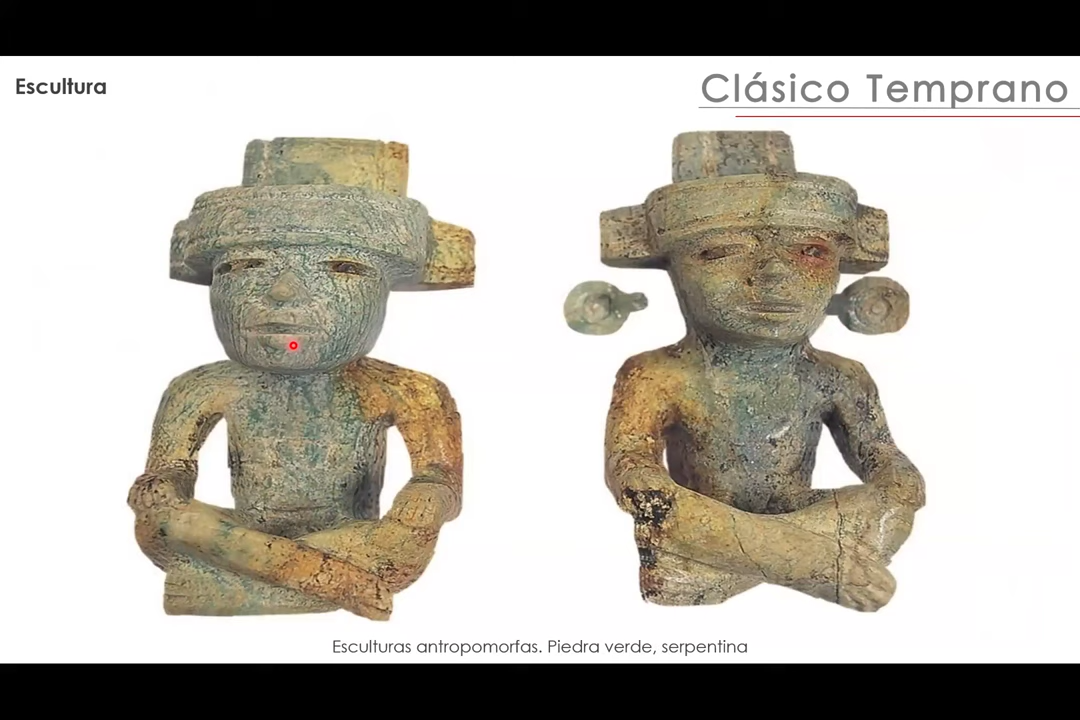 Escultura
Clásico Temprano
Esculturas antropomorfas. Piedra verde, serpentina